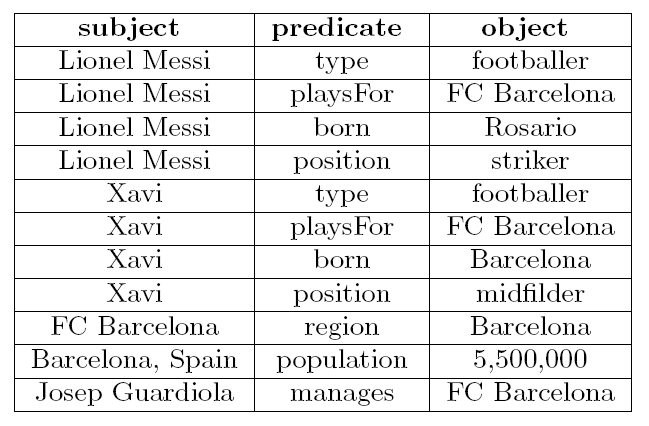 subject predicate object
Lionel Messi type footballer
Lionel Messi playsFor FC Barcelona
Lionel Messi born Rosario
Lionel Messi position striker
Xavi type footballer
Xavi playsFor FC Barcelona
Xavi born Barcelona
Xavi position midfilder
FC Barcelona region Barcelona
Barcelona, Spain population 5,500,000
Josep Guardiola manages FC Barcelona